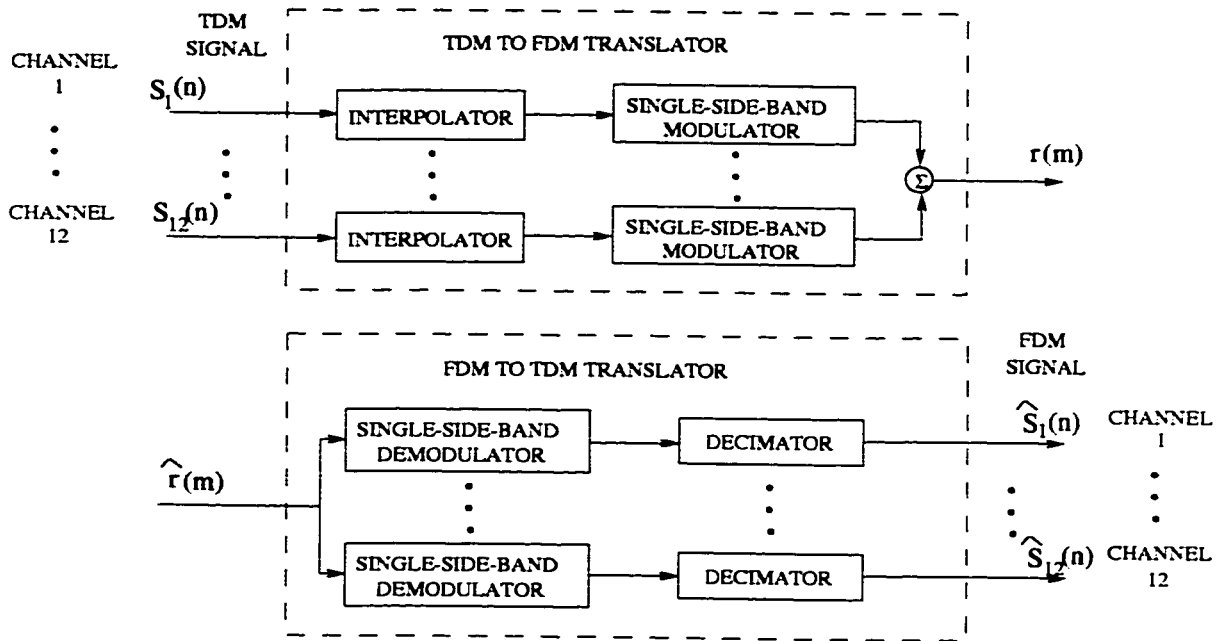 TDM
SIGNAL
TDM TO FDM TRANSLATOR
CHANNEL
1
S1(n)
INTERPOLATOR
SINGLE-SIDE-BAND
MODULATOR
Σ
r(m)
CHANNEL
12
S12(n)
INTERPOLATOR
SINGLE-SIDE-BAND
MODULATOR
FDM TO TDM TRANSLATOR
FDM
SIGNAL
SINGLE-SIDE-BAND
DEMODULATOR
DECIMATOR
Ŝ1(n)
CHANNEL
1
r̂(m)
SINGLE-SIDE-BAND
DEMODULATOR
DECIMATOR
Ŝ12(n)
CHANNEL
12